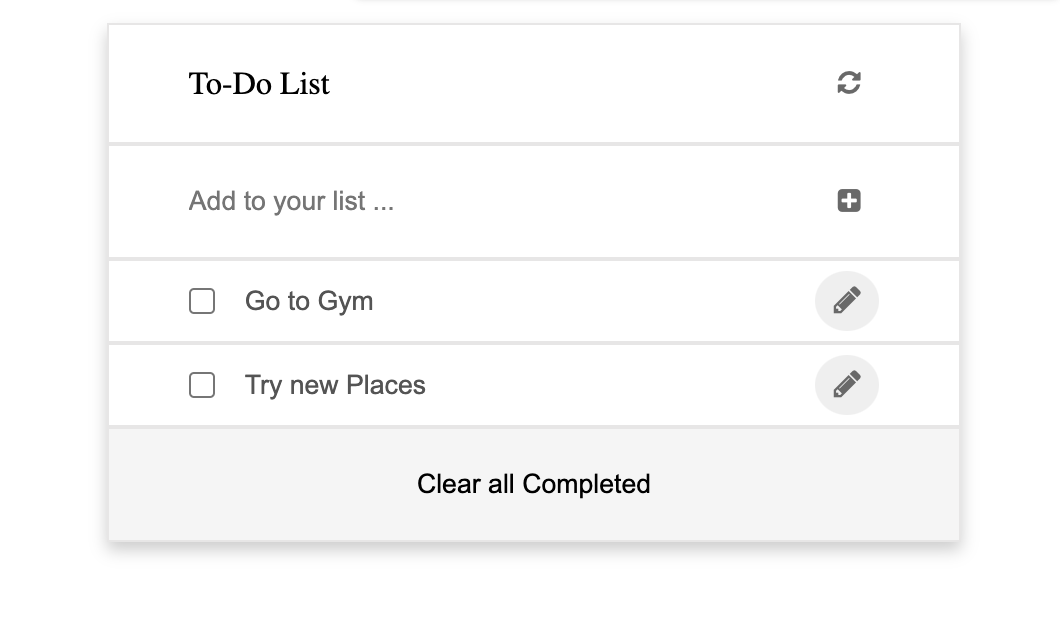 To-Do List
Add to your list ...
Go to Gym
Try new Places
Clear all Completed